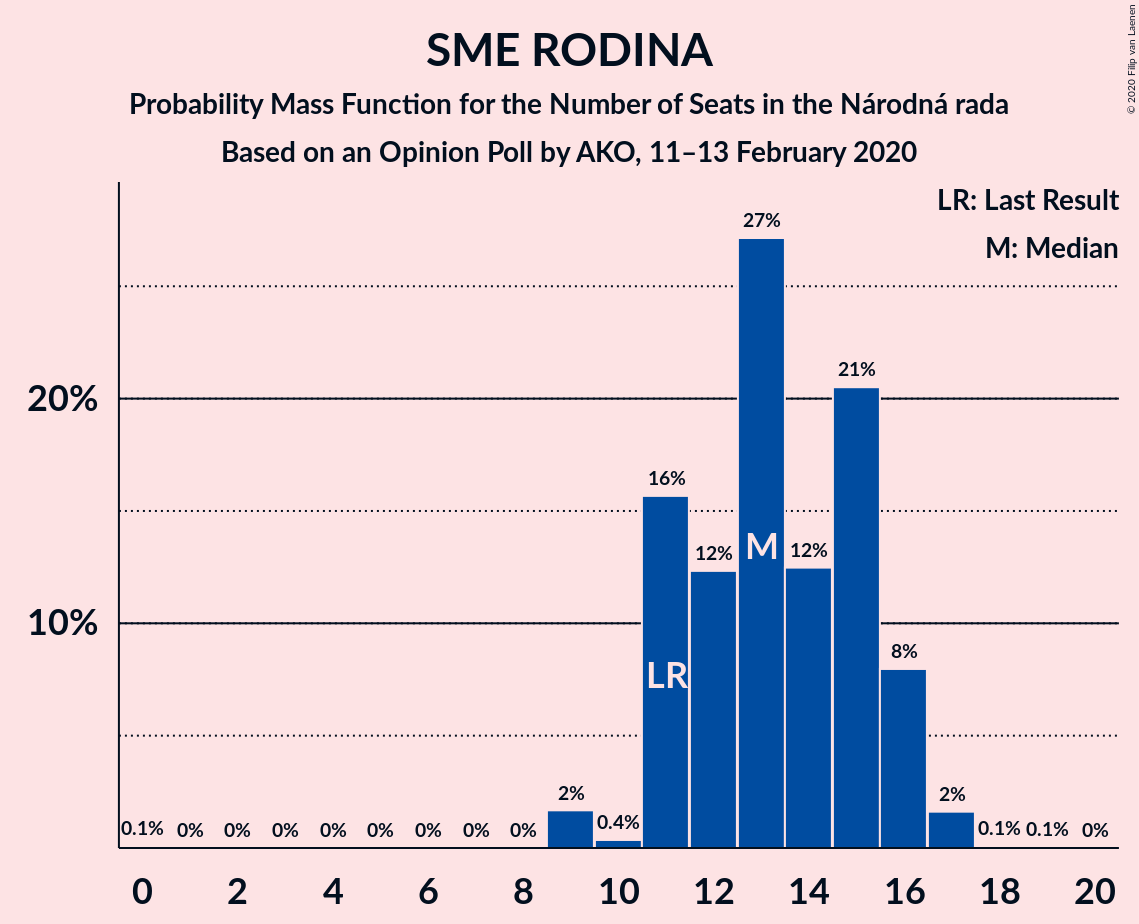 SME RODINA
Probability Mass Function for the Number of Seats in the Národná rada
Based on an Opinion Poll by AKO, 11–13 February 2020
© 2020 Filip van Laenen
LR: Last Result
M: Median
20%
10%
0.1% 0% 0% 0% 0% 0% 0% 0% 0% 2% 0.4% 16% 12% 27% 12% 21% 8% 2% 0.1% 0.1% 0%
LR
M
0 2 4 6 8 10 12 14 16 18 20